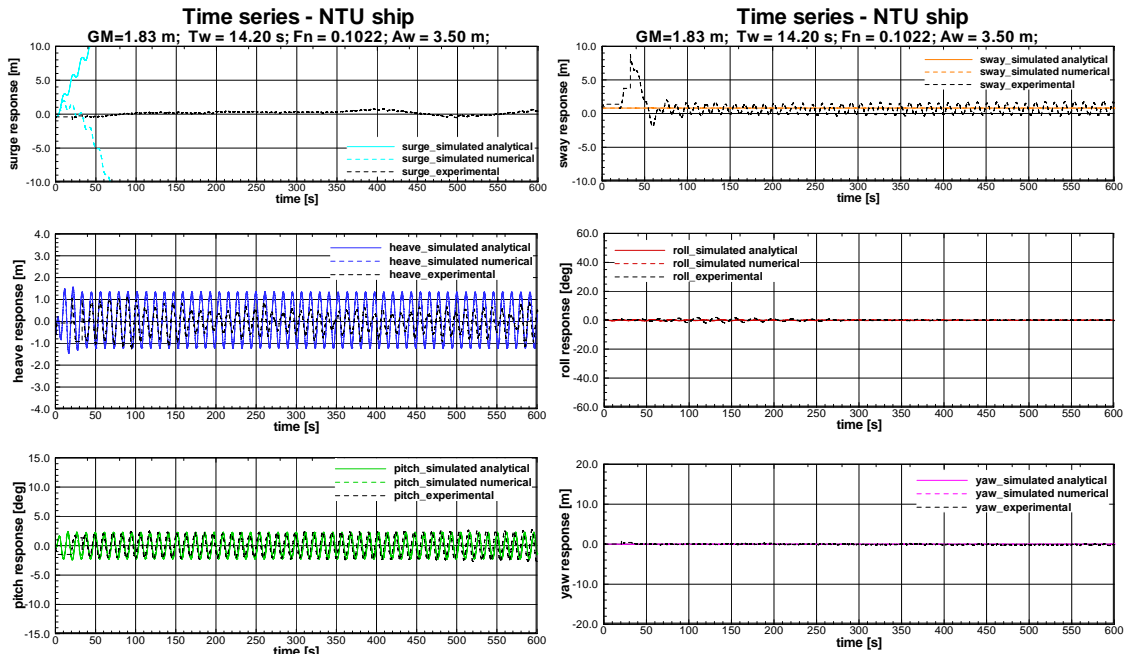 Time series - NTU ship
GM=1.83 m; Tw = 14.20 s; Fn = 0.1022; Aw = 3.50 m;
surge response [m]
10.0
5.0
0.0
-5.0
-10.0
surge_simulated analytical
surge_simulated numerical
surge_experimental
0 50 100 150 200 250 300 350 400 450 500 550 600
time [s]
Time series - NTU ship
GM=1.83 m; Tw = 14.20 s; Fn = 0.1022; Aw = 3.50 m;
sway response [m]
10.0
5.0
0.0
-5.0
10.0
sway_simulated analytical
sway_simulated numerical
sway_experimental
0 50 100 150 200 250 300 350 400 450 500 550 600
time [s]
heave response [m]
4.0
3.0
2.0
1.0
0.0
-1.0
-2.0
-3.0
-4.0
heave_simulated analytical
heave_simulated numerical
heave_experimental
0 50 100 150 200 250 300 350 400 450 500 550 600
time [s]
roll response [deg]
60.0
40.0
20.0
0.0
-20.0
-40.0
-60.0
roll_simulated analytical
roll_simulated numerical
roll_experimental
0 50 100 150 200 250 300 350 400 450 500 550 600
time [s]
pitch response [deg]
15.0
10.0
5.0
0.0
-5.0
-10.0
-15.0
pitch_simulated analytical
pitch_simulated numerical
pitch_experimental
0 50 100 150 200 250 300 350 400 450 500 550 600
time [s]
yaw response [m]
20.0
10.0
0.0
-10.0
-20.0
yaw_simulated analytical
yaw_simulated numerical
yaw_experimental
0 50 100 150 200 250 300 350 400 450 500 550 600
time [s]